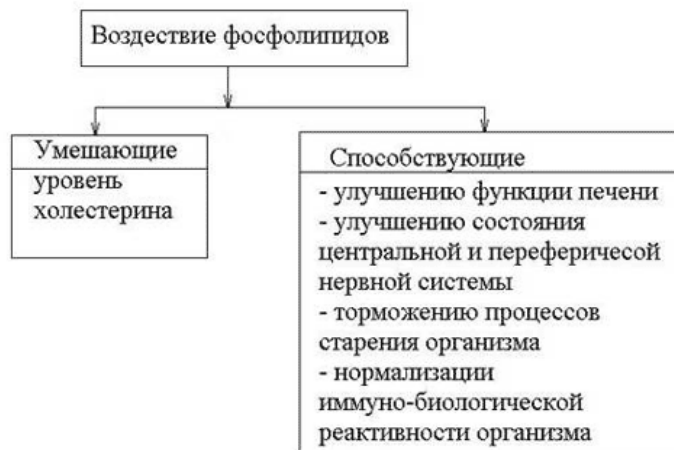 Воздествие фосфолипидов
Умешающие
уровень
холестерина
Способствующие
- улучшению функции печени
- улучшению состояния
центральной и переферичесой
нервной системы
- торможению процессов
старения организма
- нормализации
иммуно-биологической
реактивности организма